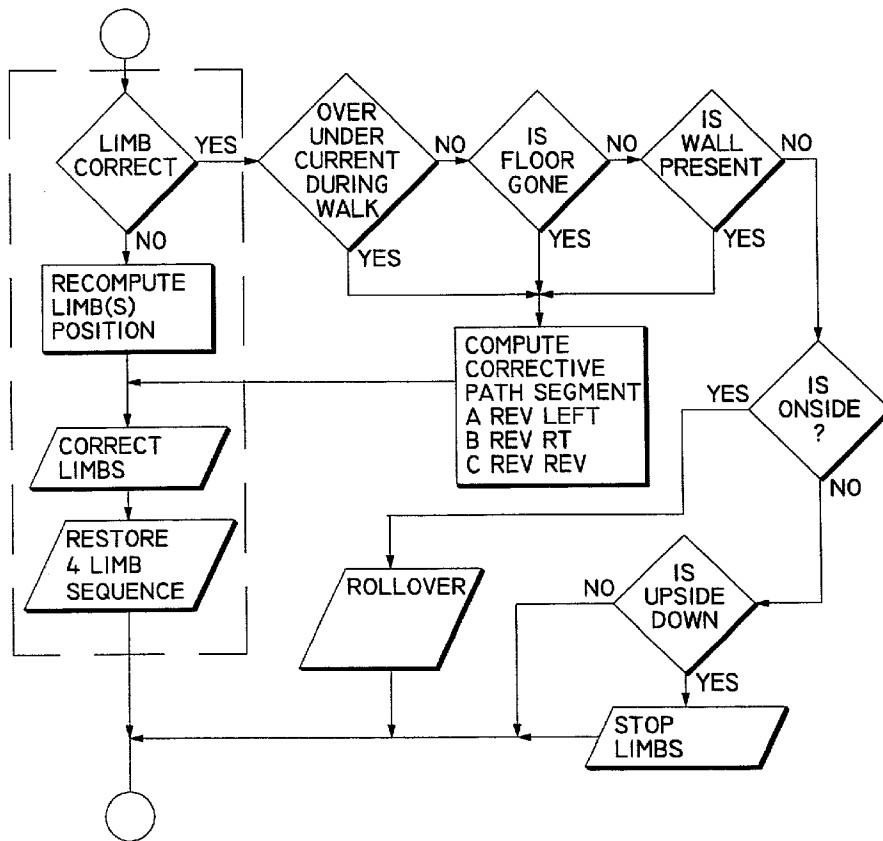 LIMB
CORRECT
YES
NO
OVER
UNDER
CURRENT
DURING
WALK
NO
YES
IS
FLOOR
GONE
NO
YES
IS
WALL
PRESENT
NO
YES
RECOMPUTE
LIMB(S)
POSITION
COMPUTE
CORRECTIVE
PATH SEGMENT
A REV LEFT
B REV RT
C REV REV
YES
IS
ONSIDE
?
NO
CORRECT
LIMBS
RESTORE
4 LIMB
SEQUENCE
ROLLOVER
NO
IS
UPSIDE
DOWN
YES
STOP
LIMBS